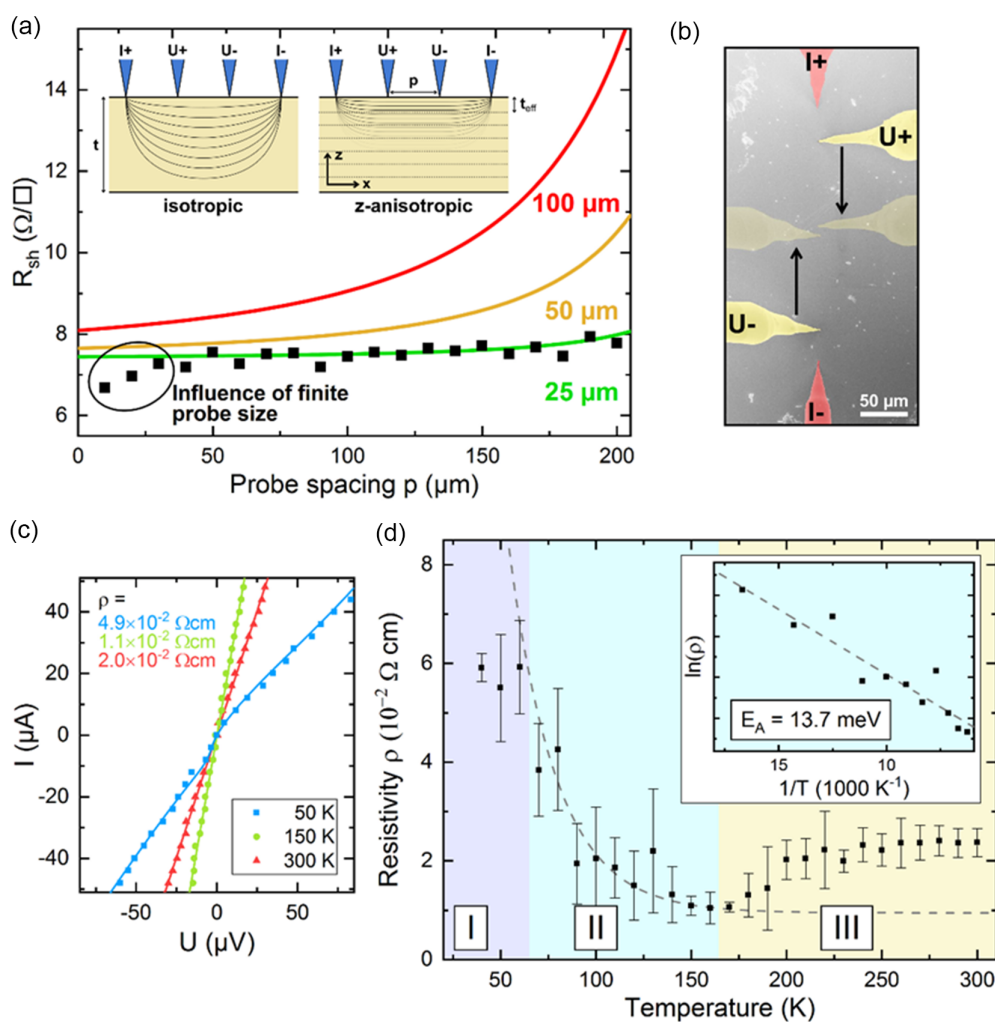 (a)
14
12
10
8
6
R_sh (Ω/□)
I+ U+ U- I-
t
isotropic
I+ U+ U- I-
p
t_eff
z
x
z-anisotropic
100 µm
50 µm
25 µm
Influence of finite
probe size
0 50 100 150 200
Probe spacing p (µm)
(b)
I+
U+
U-
I-
50 µm
(c)
40
20
0
-20
-40
I (µA)
ρ =
4.9×10⁻² Ωcm
1.1×10⁻² Ωcm
2.0×10⁻² Ωcm
50 K
150 K
300 K
-50 0 50
U (µV)
(d)
8
6
4
2
0
Resistivity ρ (10⁻² Ω cm)
ln(ρ)
E_A = 13.7 meV
15 10
1/T (1000 K⁻¹)
I
II
III
50 100 150 200 250 300
Temperature (K)